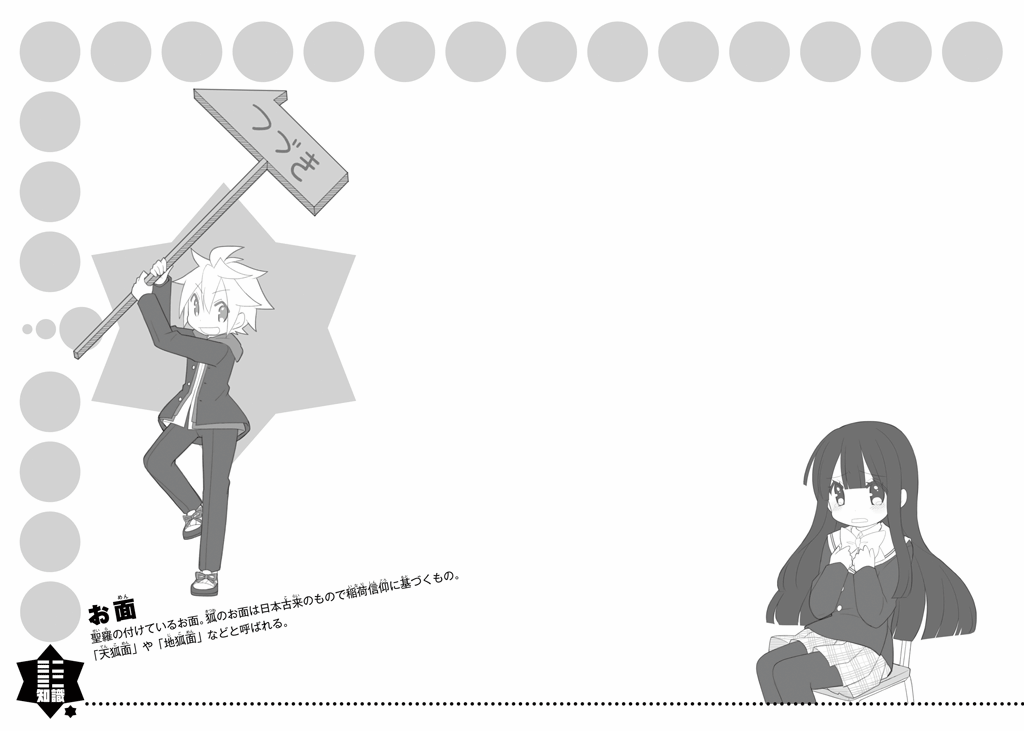 つづき
お面
聖羅の付けているお面。狐のお面は日本古来のもので稲荷信仰に基づくもの。
「天狐面」や「地狐面」などと呼ばれる。
ミニ
知識